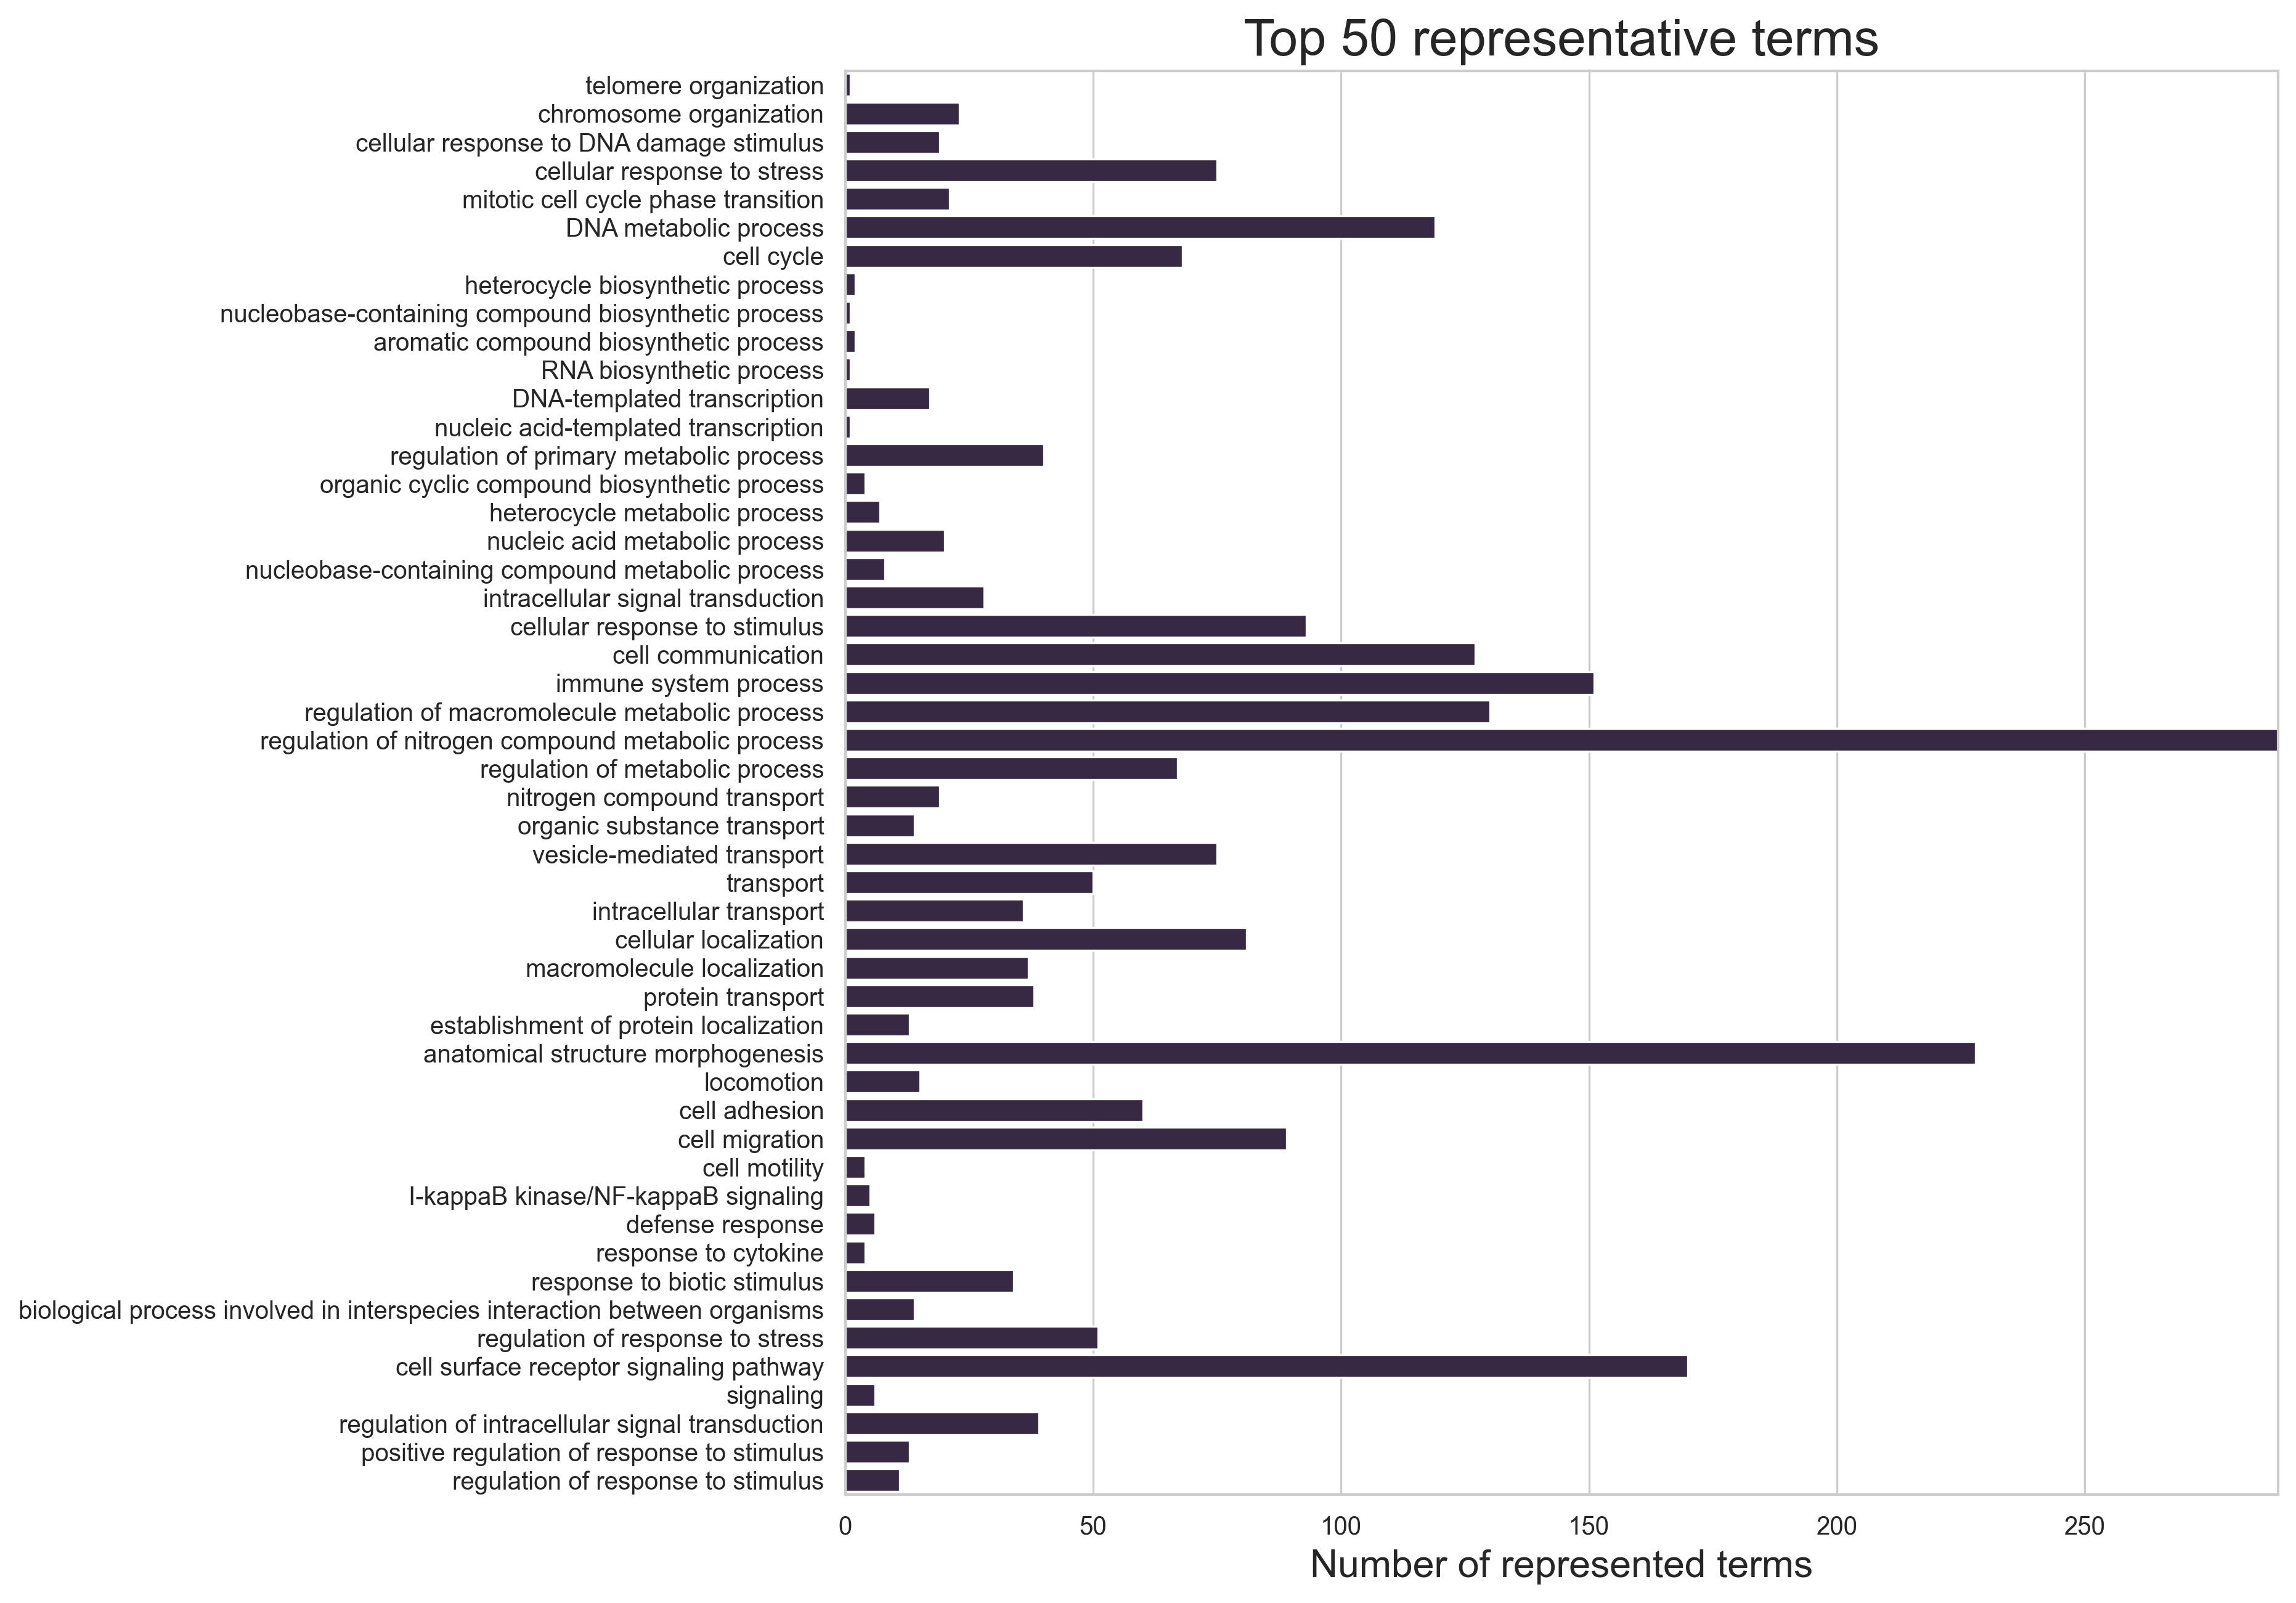 Top 50 representative terms
telomere organization
chromosome organization
cellular response to DNA damage stimulus
cellular response to stress
mitotic cell cycle phase transition
DNA metabolic process
cell cycle
heterocycle biosynthetic process
nucleobase-containing compound biosynthetic process
aromatic compound biosynthetic process
RNA biosynthetic process
DNA-templated transcription
nucleic acid-templated transcription
regulation of primary metabolic process
organic cyclic compound biosynthetic process
heterocycle metabolic process
nucleic acid metabolic process
nucleobase-containing compound metabolic process
intracellular signal transduction
cellular response to stimulus
cell communication
immune system process
regulation of macromolecule metabolic process
regulation of nitrogen compound metabolic process
regulation of metabolic process
nitrogen compound transport
organic substance transport
vesicle-mediated transport
transport
intracellular transport
cellular localization
macromolecule localization
protein transport
establishment of protein localization
anatomical structure morphogenesis
locomotion
cell adhesion
cell migration
cell motility
I-kappaB kinase/NF-kappaB signaling
defense response
response to cytokine
response to biotic stimulus
biological process involved in interspecies interaction between organisms
regulation of response to stress
cell surface receptor signaling pathway
signaling
regulation of intracellular signal transduction
positive regulation of response to stimulus
regulation of response to stimulus
0 50 100 150 200 250
Number of represented terms